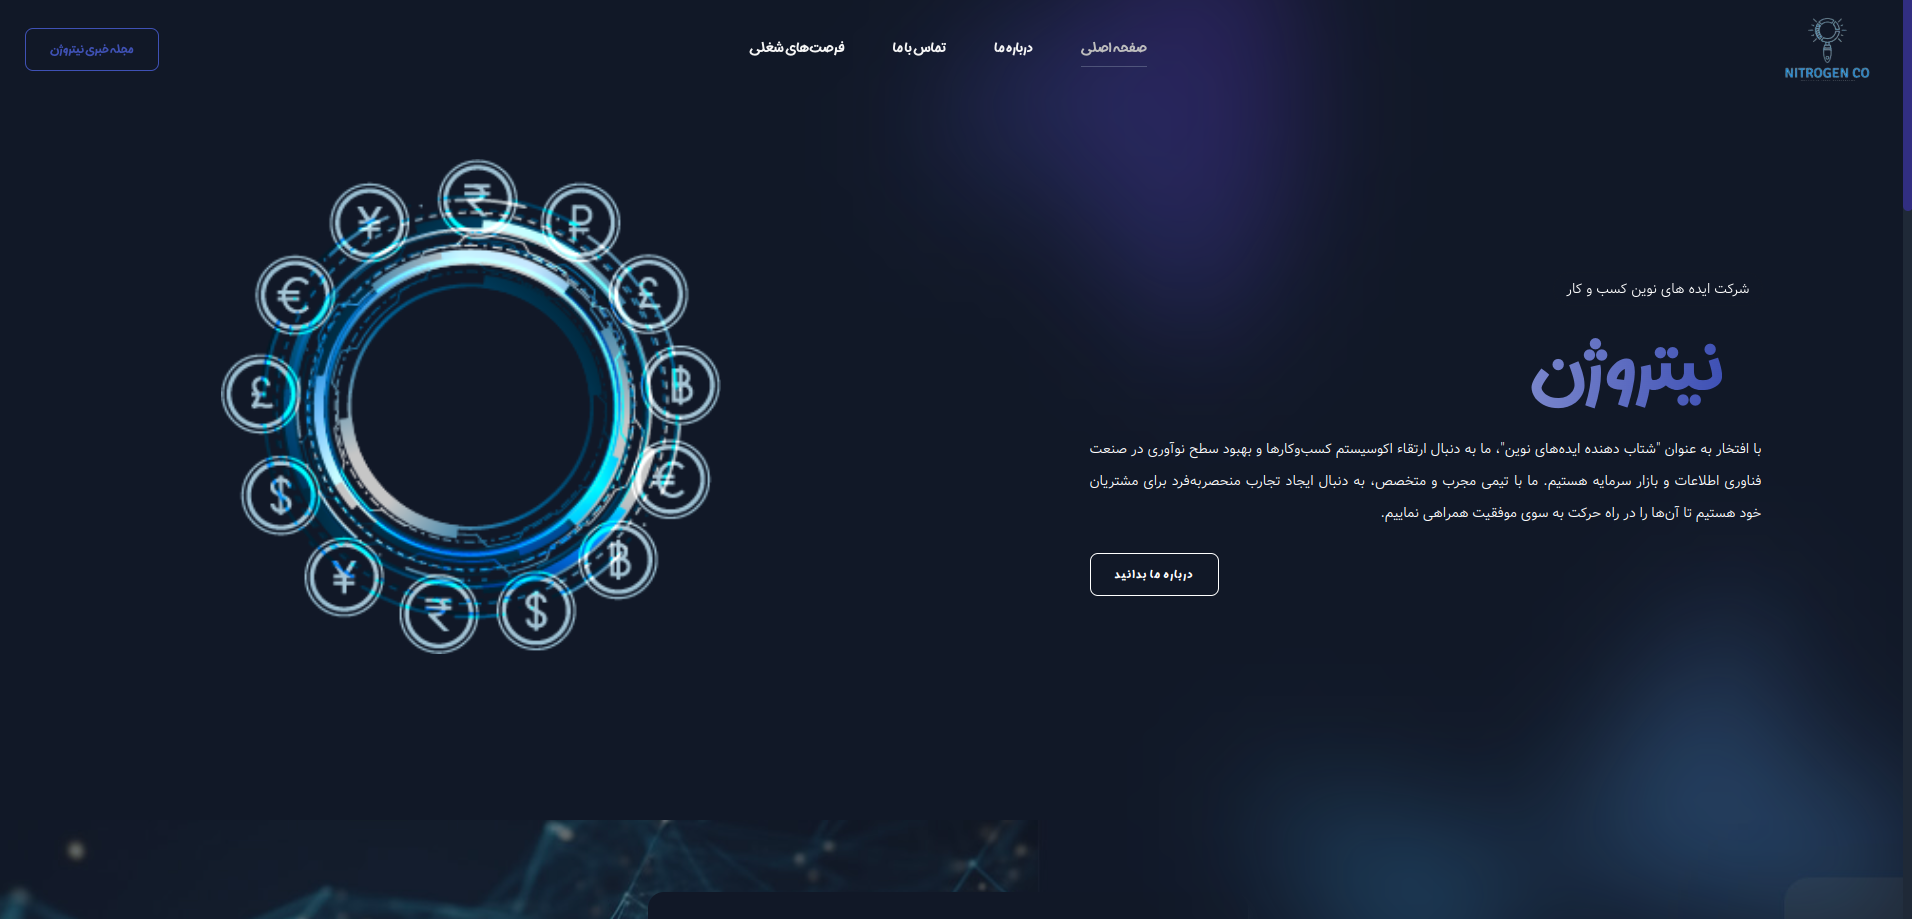 NITROGEN CO
صفحه اصلی
درباره ما
تماس با ما
فرصت‌های شغلی
مجله خبری نیتروژن
شرکت ایده های نوین کسب و کار
نیتروژن
با افتخار به عنوان "شتاب دهنده ایده‌های نوین"، ما به دنبال ارتقاء اکوسیستم کسب‌وکارها و بهبود سطح نوآوری در صنعت
فناوری اطلاعات و بازار سرمایه هستیم. ما با تیمی مجرب و متخصص، به دنبال ایجاد تجارب منحصربه‌فرد برای مشتریان
خود هستیم تا آن‌ها را در راه حرکت به سوی موفقیت همراهی نماییم.
درباره ما بدانید